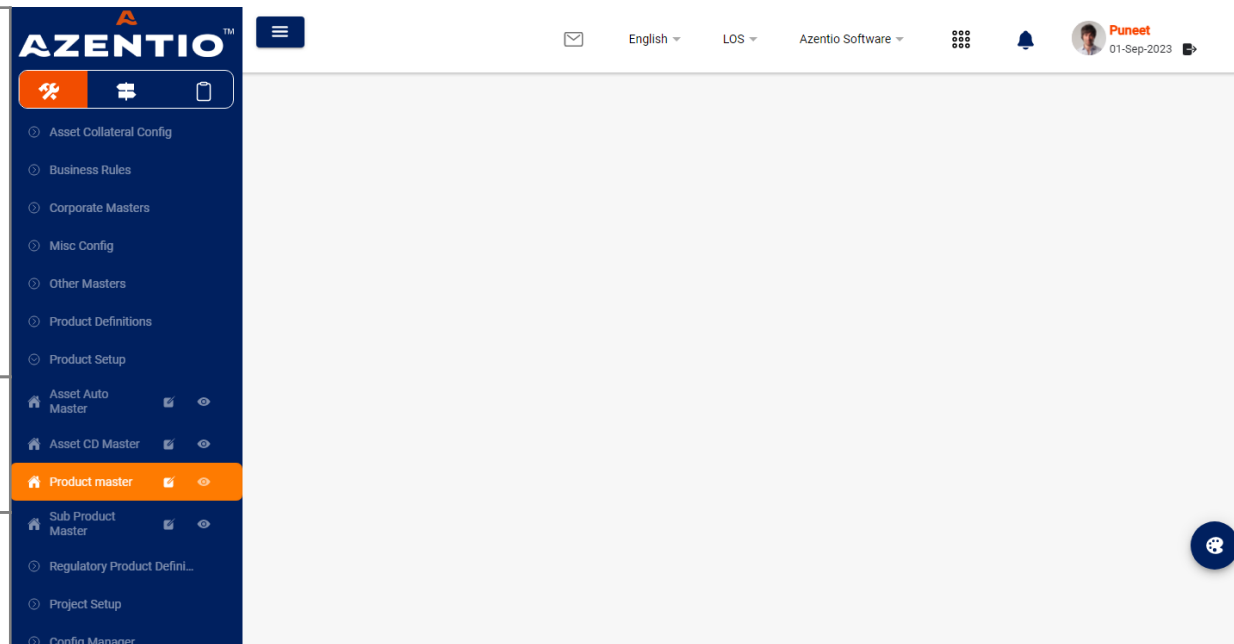 AZENTIO™
English
LOS
Azentio Software
Puneet
01-Sep-2023
Asset Collateral Config
Business Rules
Corporate Masters
Misc Config
Other Masters
Product Definitions
Product Setup
Asset Auto
Master
Asset CD Master
Product master
Sub Product
Master
Regulatory Product Defini...
Project Setup
Config Manager